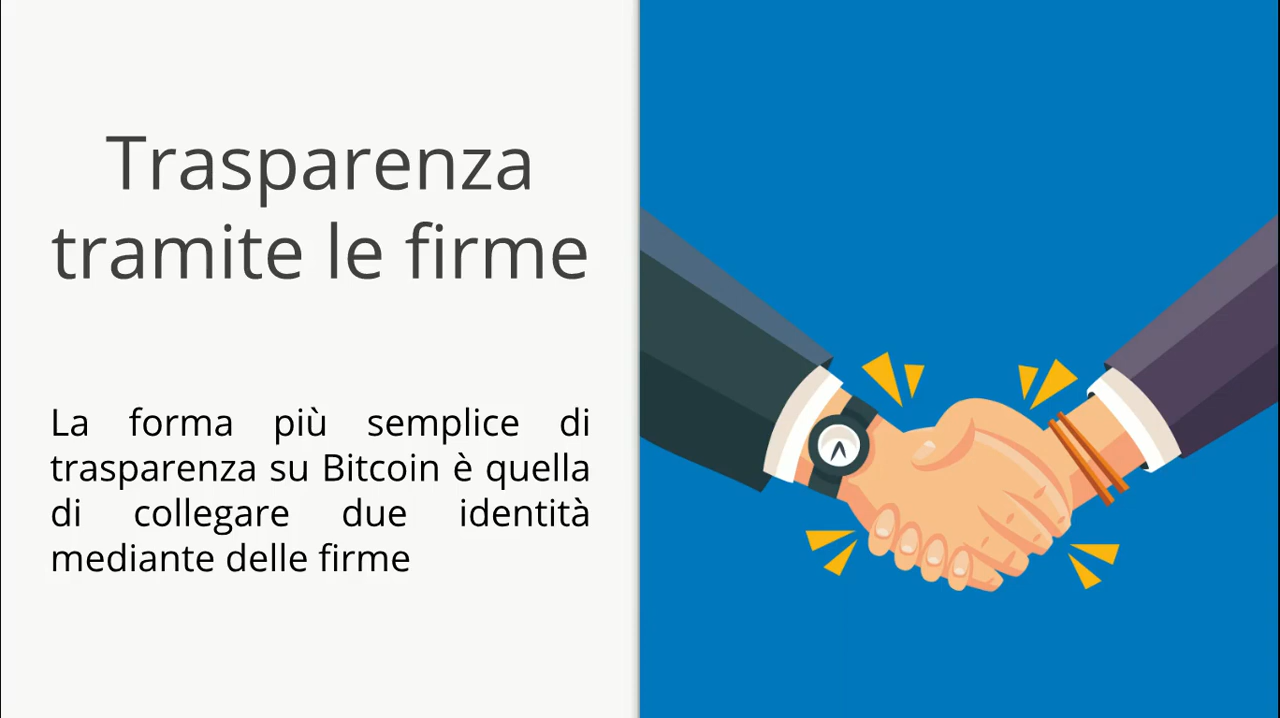 Trasparenza
tramite le firme
La forma più semplice di
trasparenza su Bitcoin è quella
di collegare due identità
mediante delle firme